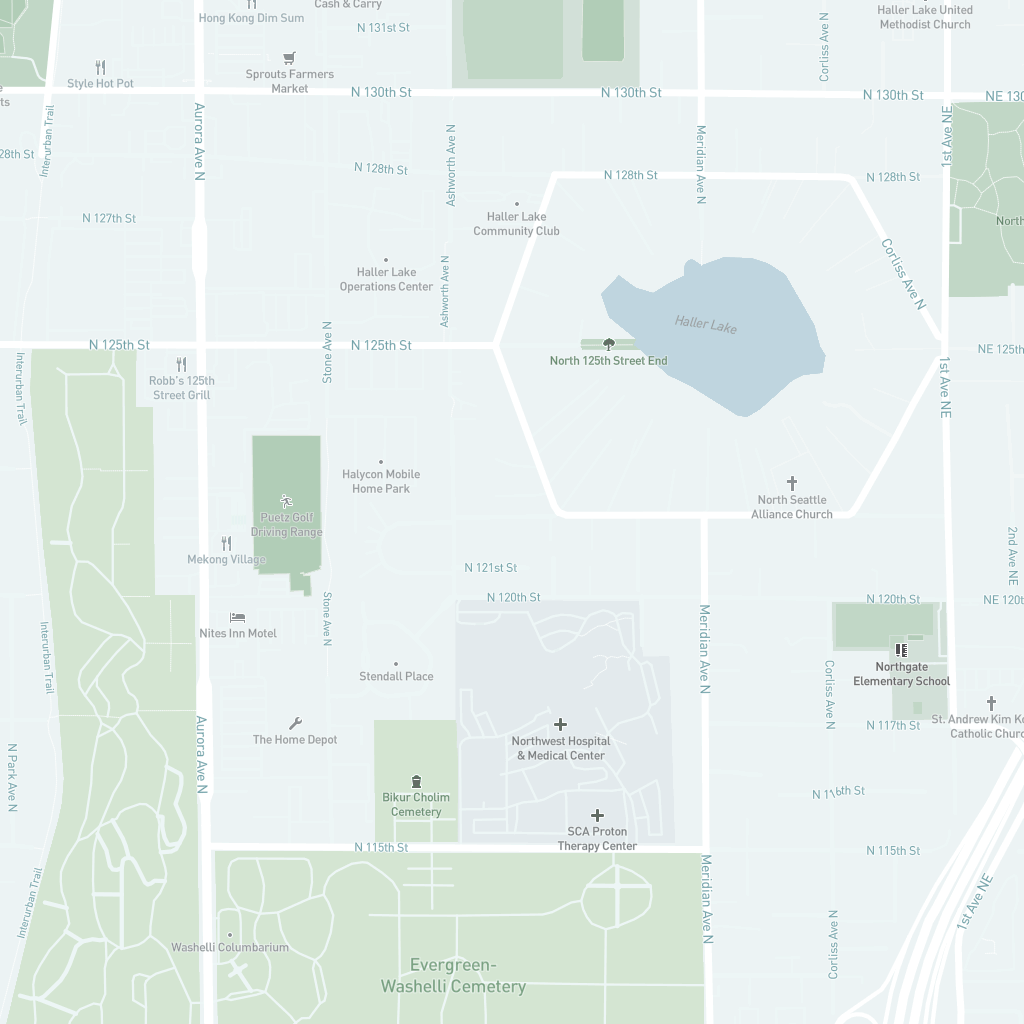 Hong Kong Dim Sum
Cash & Carry
N 131st St
Corliss Ave N
Haller Lake United
Methodist Church
Style Hot Pot
Sprouts Farmers
Market
N 130th St
N 130th St
N 130th St
NE 130
Interurban Trail
Aurora Ave N
Ashworth Ave N
Meridian Ave N
1st Ave NE
28th St
N 128th St
N 128th St
N 128th St
N 127th St
Haller Lake
Community Club
North
Haller Lake
Operations Center
Ashworth Ave N
Corliss Ave N
Haller Lake
N 125th St
Stone Ave N
N 125th St
North 125th Street End
NE 125th
Interurban Trail
Robb's 125th
Street Grill
1st Ave NE
Halycon Mobile
Home Park
North Seattle
Alliance Church
Puetz Golf
Driving Range
Mekong Village
2nd Ave NE
N 121st St
N 120th St
N 120th St
NE 120t
Nites Inn Motel
Stone Ave N
Interurban Trail
Meridian Ave N
Stendall Place
Corliss Ave N
Northgate
Elementary School
Aurora Ave N
The Home Depot
Northwest Hospital
& Medical Center
N 117th St
St. Andrew Kim Ko
Catholic Churc
N Park Ave N
Bikur Cholim
Cemetery
N 116th St
SCA Proton
Therapy Center
N 115th St
N 115th St
Interurban Trail
Meridian Ave N
Corliss Ave N
1st Ave NE
Washelli Columbarium
Evergreen-
Washelli Cemetery